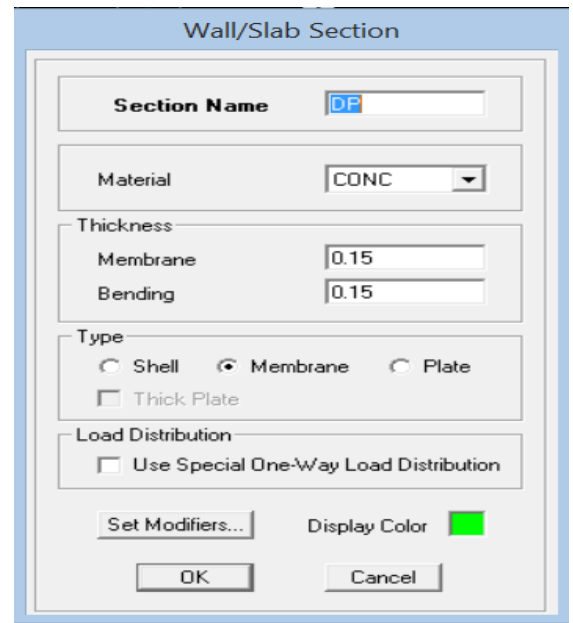 Wall/Slab Section
Section Name DP
Material CONC
Thickness
Membrane 0.15
Bending 0.15
Type
Shell Membrane Plate
Thick Plate
Load Distribution
Use Special One-Way Load Distribution
Set Modifiers... Display Color
OK Cancel